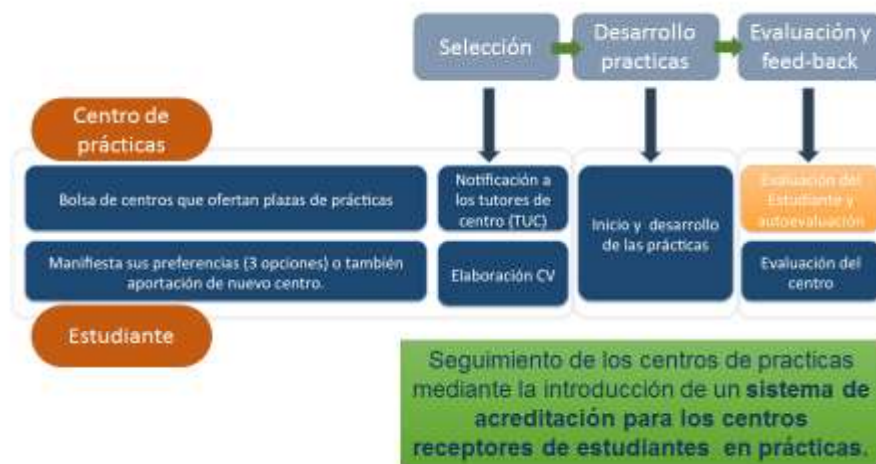 Selección
Desarrollo
practicas
Evaluación y
feed-back
Centro de
prácticas
Bolsa de centros que ofertan plazas de prácticas
Notificación a
los tutores de
centro (TUC)
Inicio y desarrollo
de las prácticas
Evaluación del
Estudiante y
autoevaluación
Manifiesta sus preferencias (3 opciones) o también
aportación de nuevo centro.
Elaboración CV
Evaluación del
centro
Estudiante
Seguimiento de los centros de practicas
mediante la introducción de un sistema de
acreditación para los centros
receptores de estudiantes en prácticas.